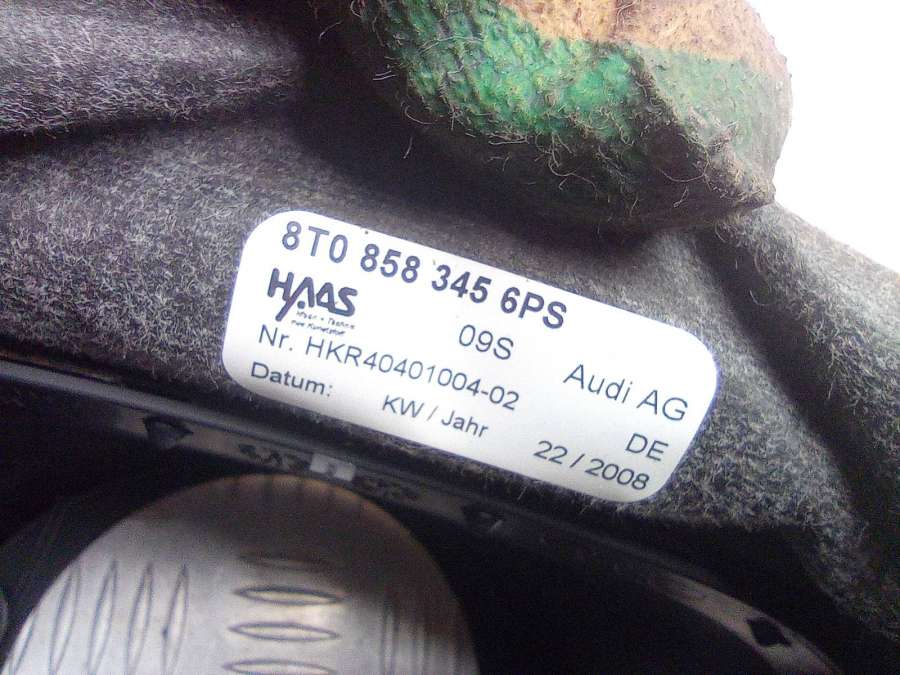 8T0 858 345 6PS
HAAS
09S
Audi AG
Nr. HKR40401004-02
DE
Datum:
KW / Jahr
22 / 2008